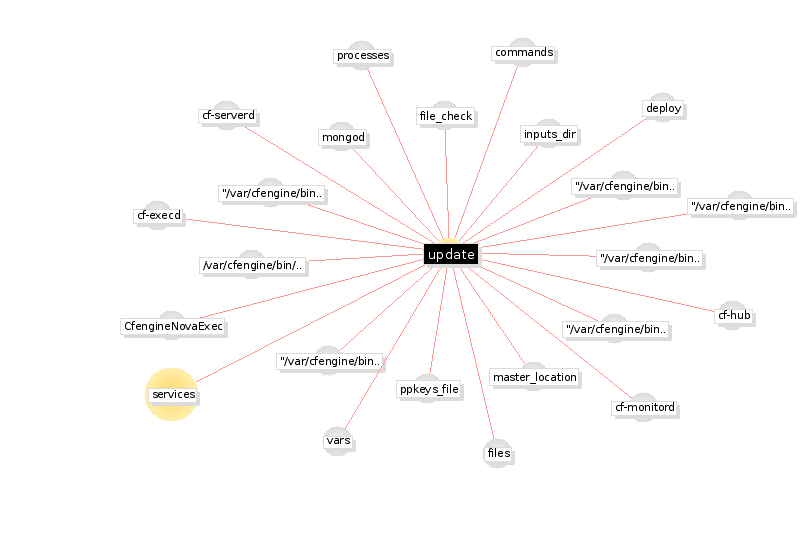 commands
processes
deploy
cf-serverd
file_check
inputs_dir
mongod
"/var/cfengine/bin..
"/var/cfengine/bin..
"/var/cfengine/bin..
cf-execd
update
"/var/cfengine/bin..
/var/cfengine/bin/..
cf-hub
CfengineNovaExec
"/var/cfengine/bin..
"/var/cfengine/bin..
master_location
ppkeys_file
services
cf-monitord
vars
files